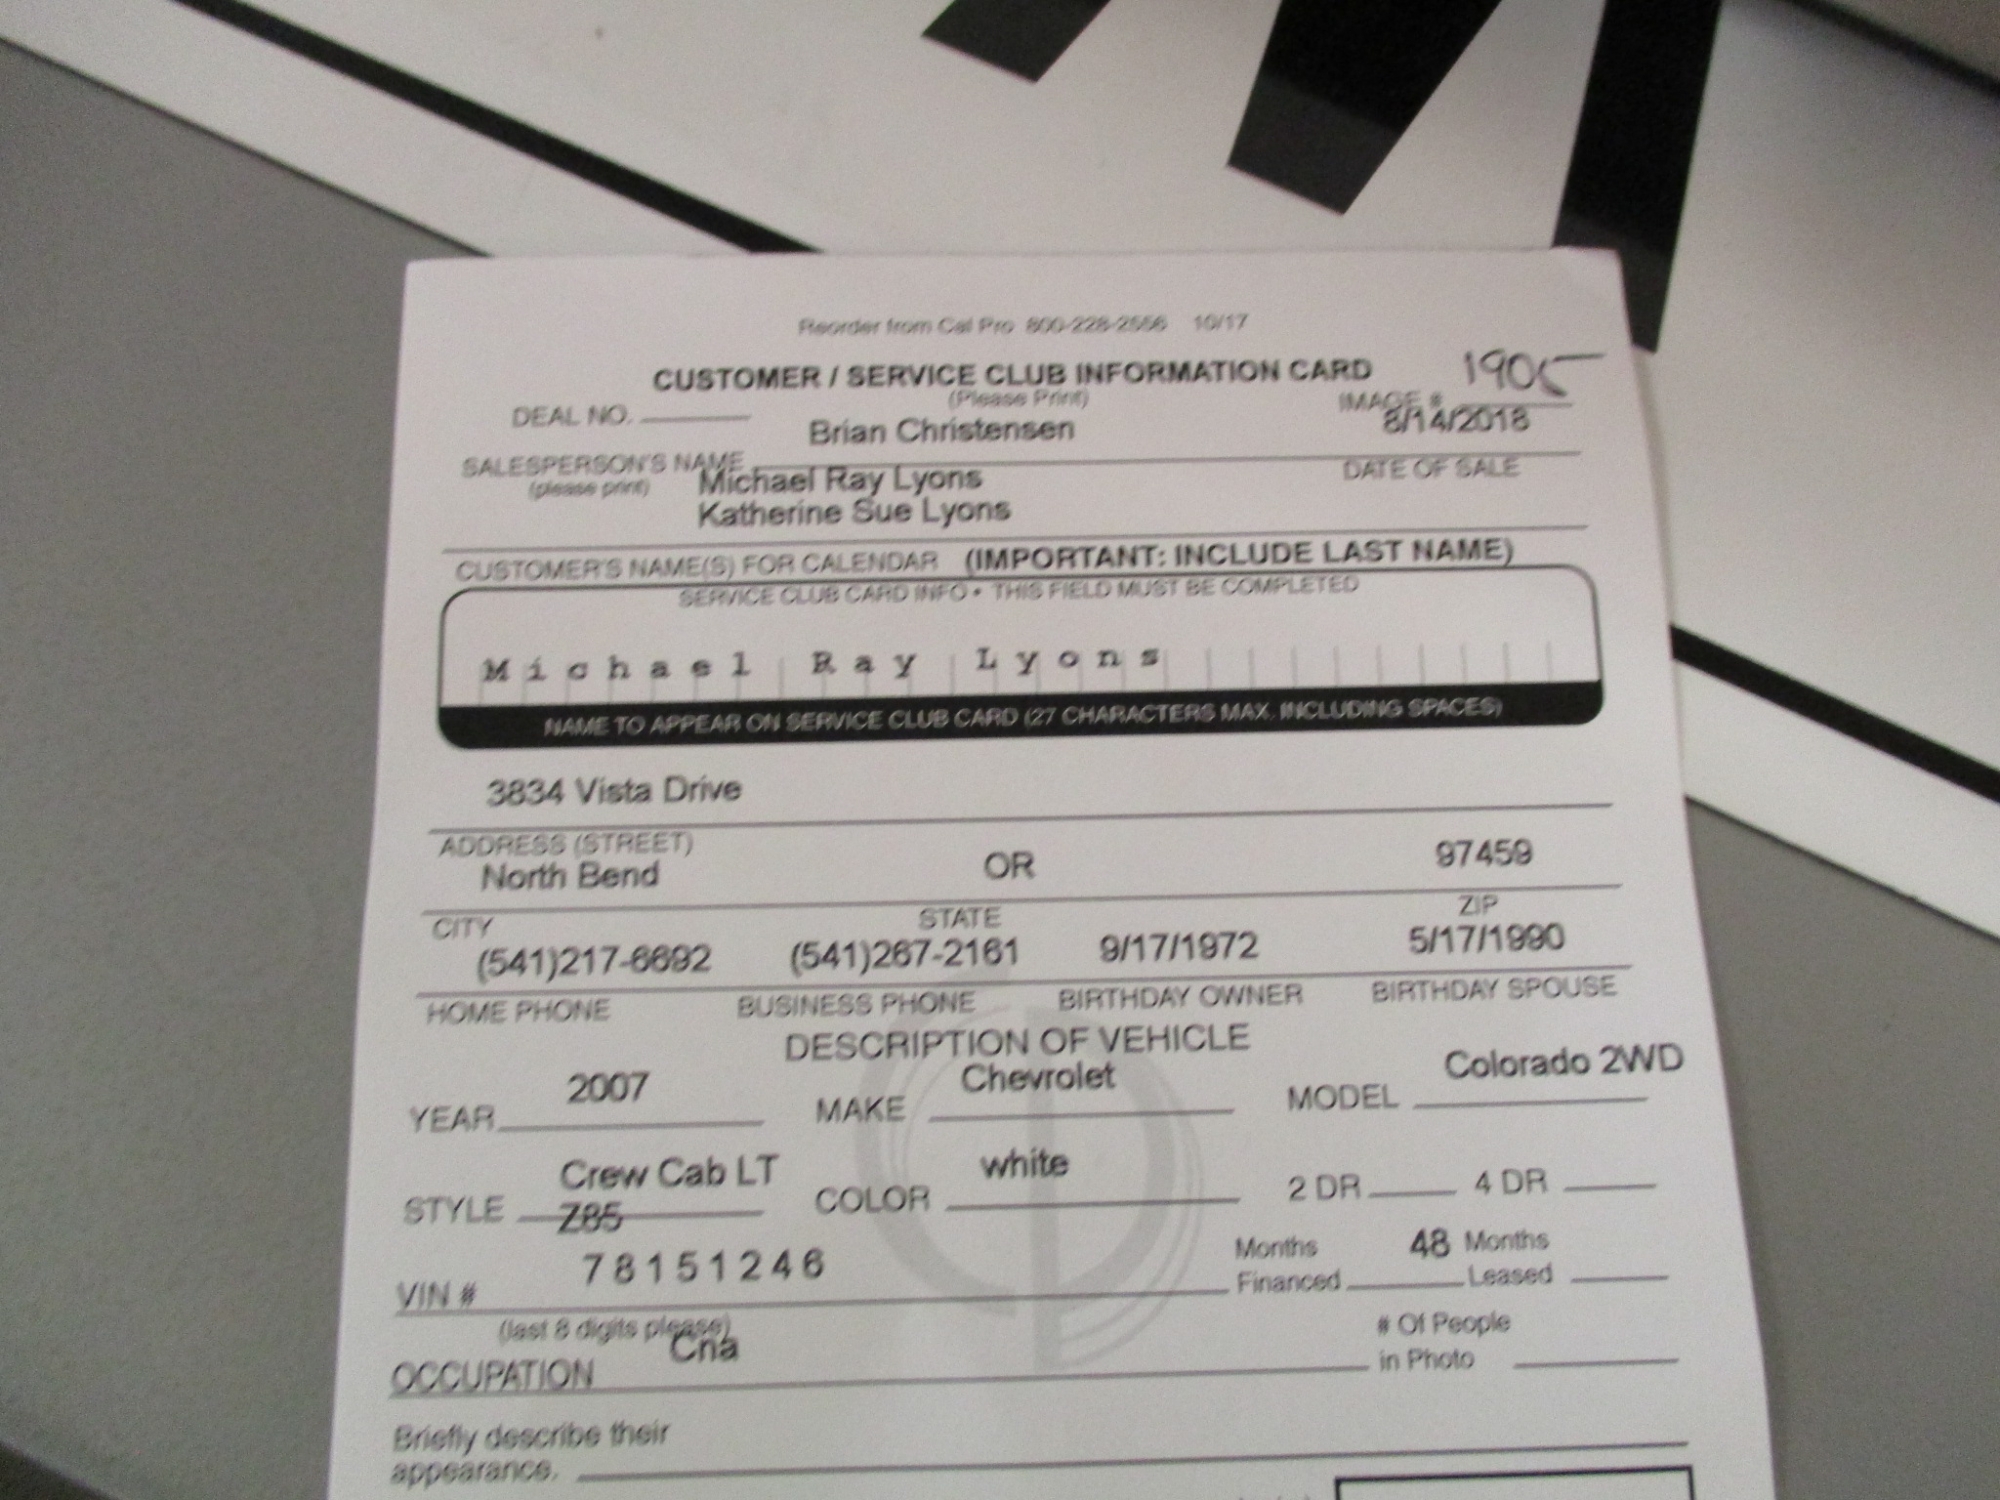 Reorder from Cal Pro 800-228-2556 10/17
CUSTOMER / SERVICE CLUB INFORMATION CARD 1905
(Please Print)
DEAL NO. IMAGE #
Brian Christensen 8/14/2018
SALESPERSON'S NAME DATE OF SALE
(please print) Michael Ray Lyons
Katherine Sue Lyons
CUSTOMER'S NAME(S) FOR CALENDAR (IMPORTANT: INCLUDE LAST NAME)
SERVICE CLUB CARD INFO • THIS FIELD MUST BE COMPLETED
Michael Ray Lyons
NAME TO APPEAR ON SERVICE CLUB CARD (27 CHARACTERS MAX. INCLUDING SPACES)
3834 Vista Drive
ADDRESS (STREET)
North Bend OR 97459
CITY STATE ZIP
(541)217-6692 (541)267-2161 9/17/1972 5/17/1990
HOME PHONE BUSINESS PHONE BIRTHDAY OWNER BIRTHDAY SPOUSE
DESCRIPTION OF VEHICLE
2007 Chevrolet Colorado 2WD
YEAR MAKE MODEL
Crew Cab LT white
STYLE Z85 COLOR 2 DR 4 DR
78151246 Months 48 Months
VIN # Financed Leased
(last 8 digits please) # Of People
Cna
OCCUPATION in Photo
Briefly describe their
appearance.